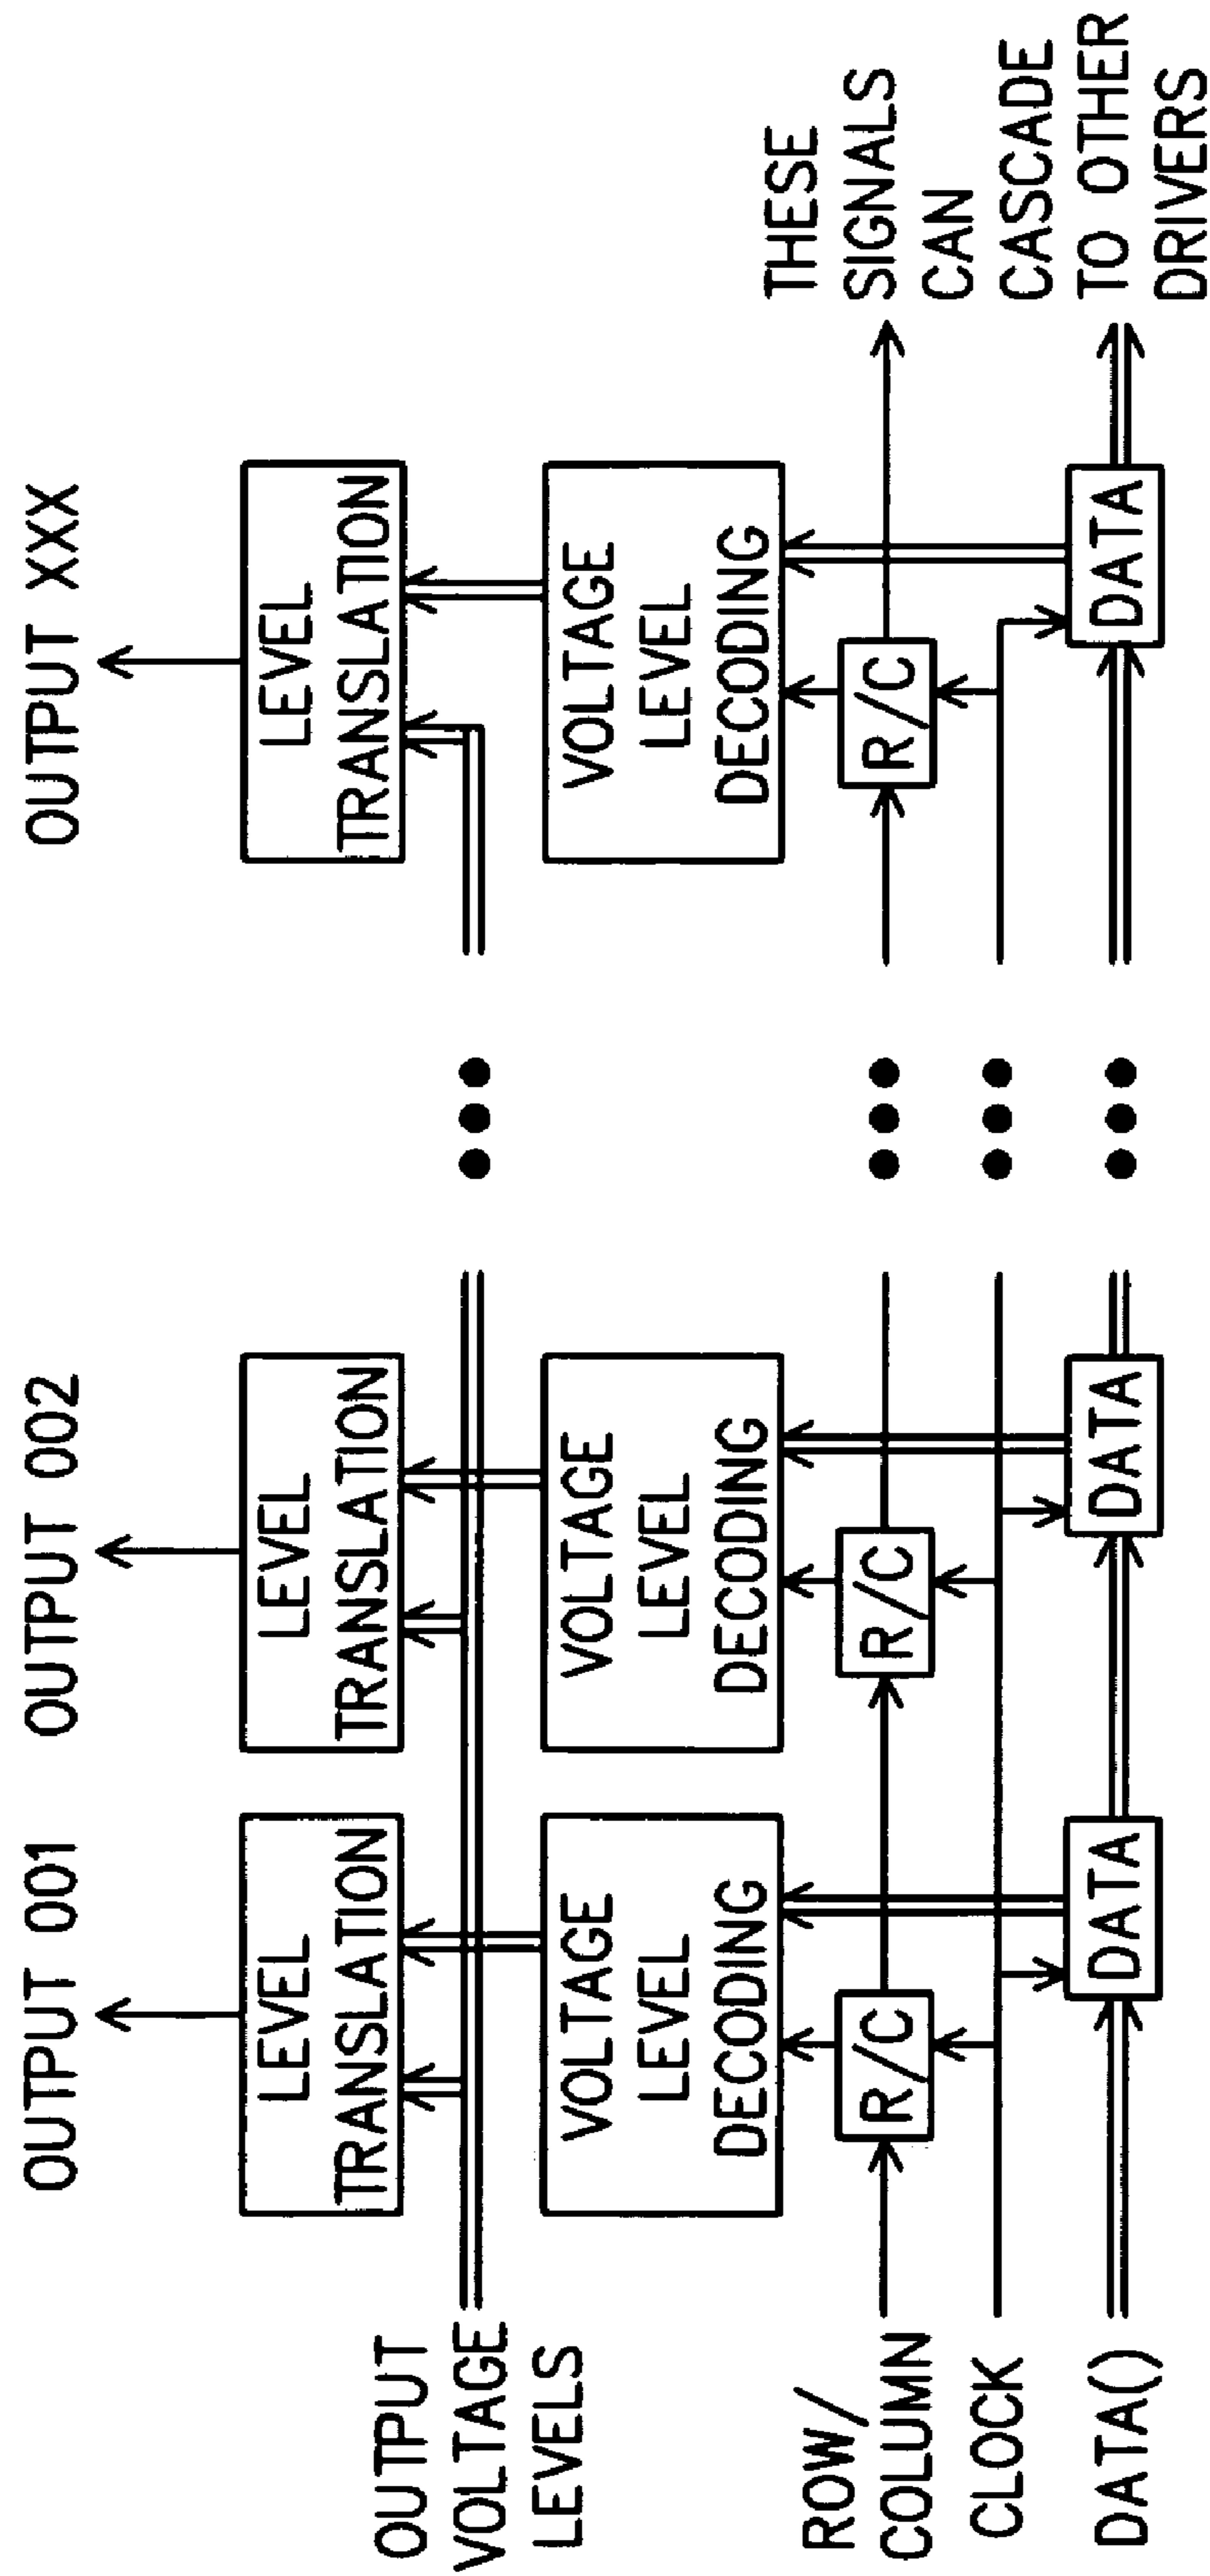 OUTPUT 001
OUTPUT 002
OUTPUT XXX
LEVEL
TRANSLATION
LEVEL
TRANSLATION
LEVEL
TRANSLATION
OUTPUT
VOLTAGE
LEVELS
VOLTAGE
LEVEL
DECODING
VOLTAGE
LEVEL
DECODING
VOLTAGE
LEVEL
DECODING
ROW/
COLUMN
R/C
R/C
R/C
CLOCK
DATA()
DATA
DATA
DATA
THESE
SIGNALS
CAN
CASCADE
TO OTHER
DRIVERS